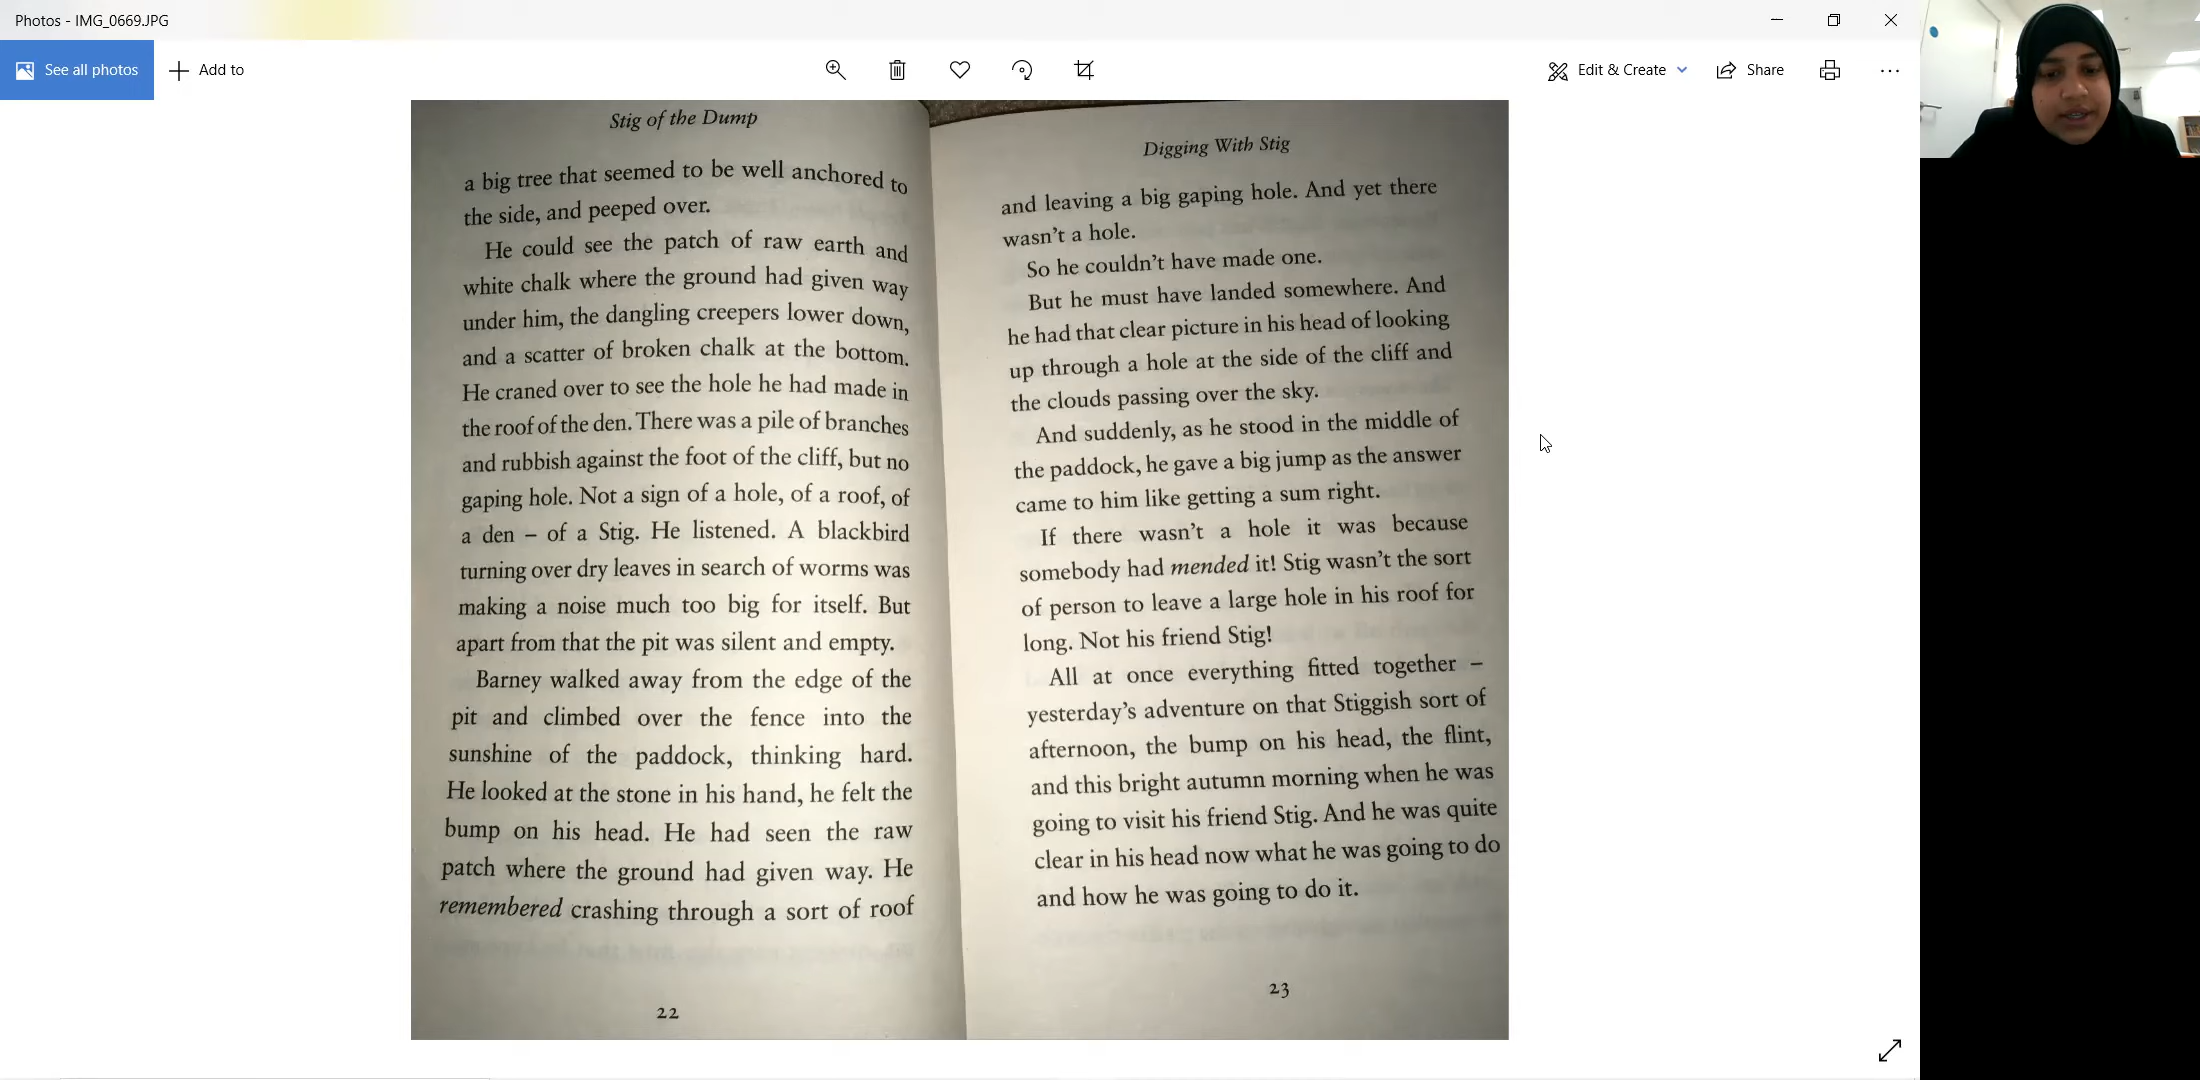 Photos - IMG_0669.JPG
See all photos
Add to
Edit & Create
Share
Stig of the Dump
a big tree that seemed to be well anchored to
the side, and peeped over.
He could see the patch of raw earth and
white chalk where the ground had given way
under him, the dangling creepers lower down,
and a scatter of broken chalk at the bottom.
He craned over to see the hole he had made in
the roof of the den. There was a pile of branches
and rubbish against the foot of the cliff, but no
gaping hole. Not a sign of a hole, of a roof, of
a den – of a Stig. He listened. A blackbird
turning over dry leaves in search of worms was
making a noise much too big for itself. But
apart from that the pit was silent and empty.
Barney walked away from the edge of the
pit and climbed over the fence into the
sunshine of the paddock, thinking hard.
He looked at the stone in his hand, he felt the
bump on his head. He had seen the raw
patch where the ground had given way. He
remembered crashing through a sort of roof
22
Digging With Stig
and leaving a big gaping hole. And yet there
wasn't a hole.
So he couldn't have made one.
But he must have landed somewhere. And
he had that clear picture in his head of looking
up through a hole at the side of the cliff and
the clouds passing over the sky.
And suddenly, as he stood in the middle of
the paddock, he gave a big jump as the answer
came to him like getting a sum right.
If there wasn't a hole it was because
somebody had mended it! Stig wasn't the sort
of person to leave a large hole in his roof for
long. Not his friend Stig!
All at once everything fitted together –
yesterday's adventure on that Stiggish sort of
afternoon, the bump on his head, the flint,
and this bright autumn morning when he was
going to visit his friend Stig. And he was quite
clear in his head now what he was going to do
and how he was going to do it.
23